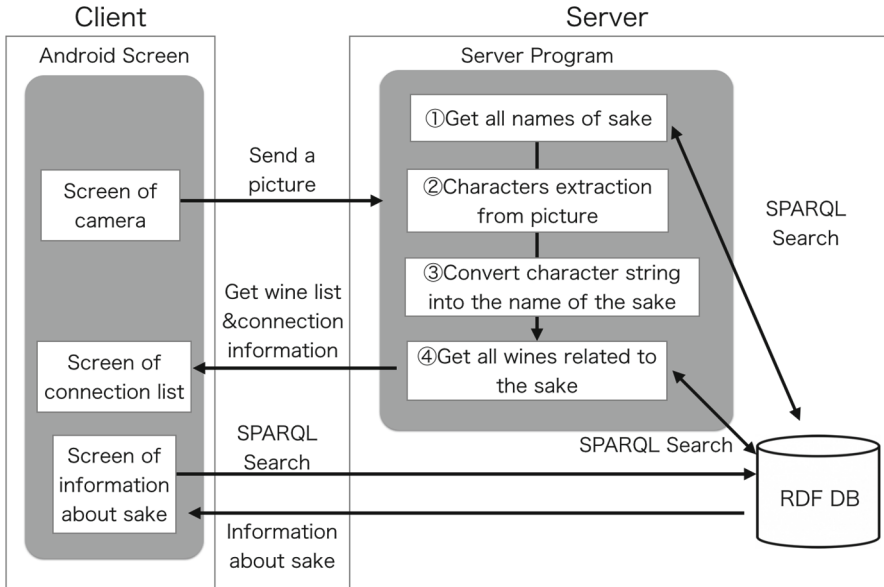 Client
Server
Android Screen
Server Program
①Get all names of sake
Send a
picture
②Characters extraction
from picture
Screen of
camera
SPARQL
Search
③Convert character string
into the name of the sake
Get wine list
&connection
information
④Get all wines related to
the sake
Screen of
connection list
SPARQL Search
SPARQL
Search
Screen of
information
about sake
RDF DB
Information
about sake